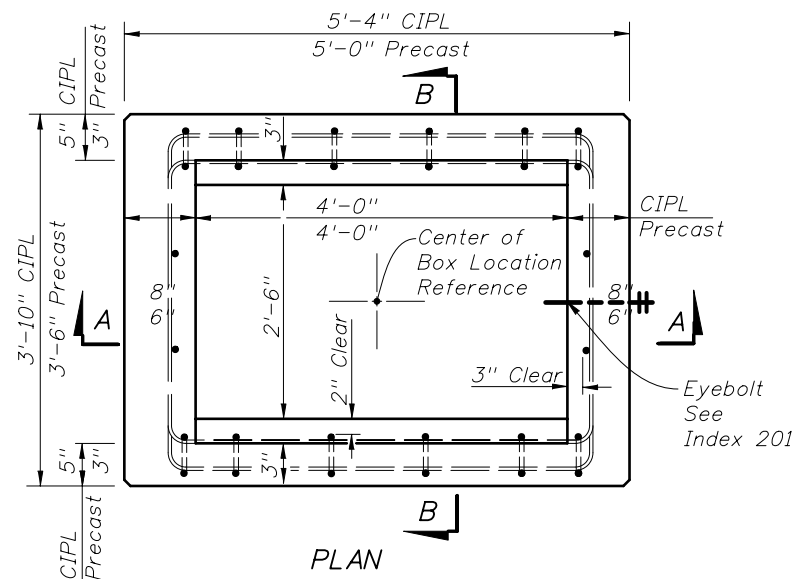 5'-4" CIPL
5'-0" Precast
CIPL
Precast
5"
3"
B
3"
4'-0"
4'-0"
CIPL
Precast
Center of
Box Location
Reference
3'-10" CIPL
3'-6" Precast
8"
6"
8"
6"
A
A
2'-6"
2" Clear
3" Clear
Eyebolt
See
Index 201
5"
3"
3"
CIPL
Precast
B
PLAN